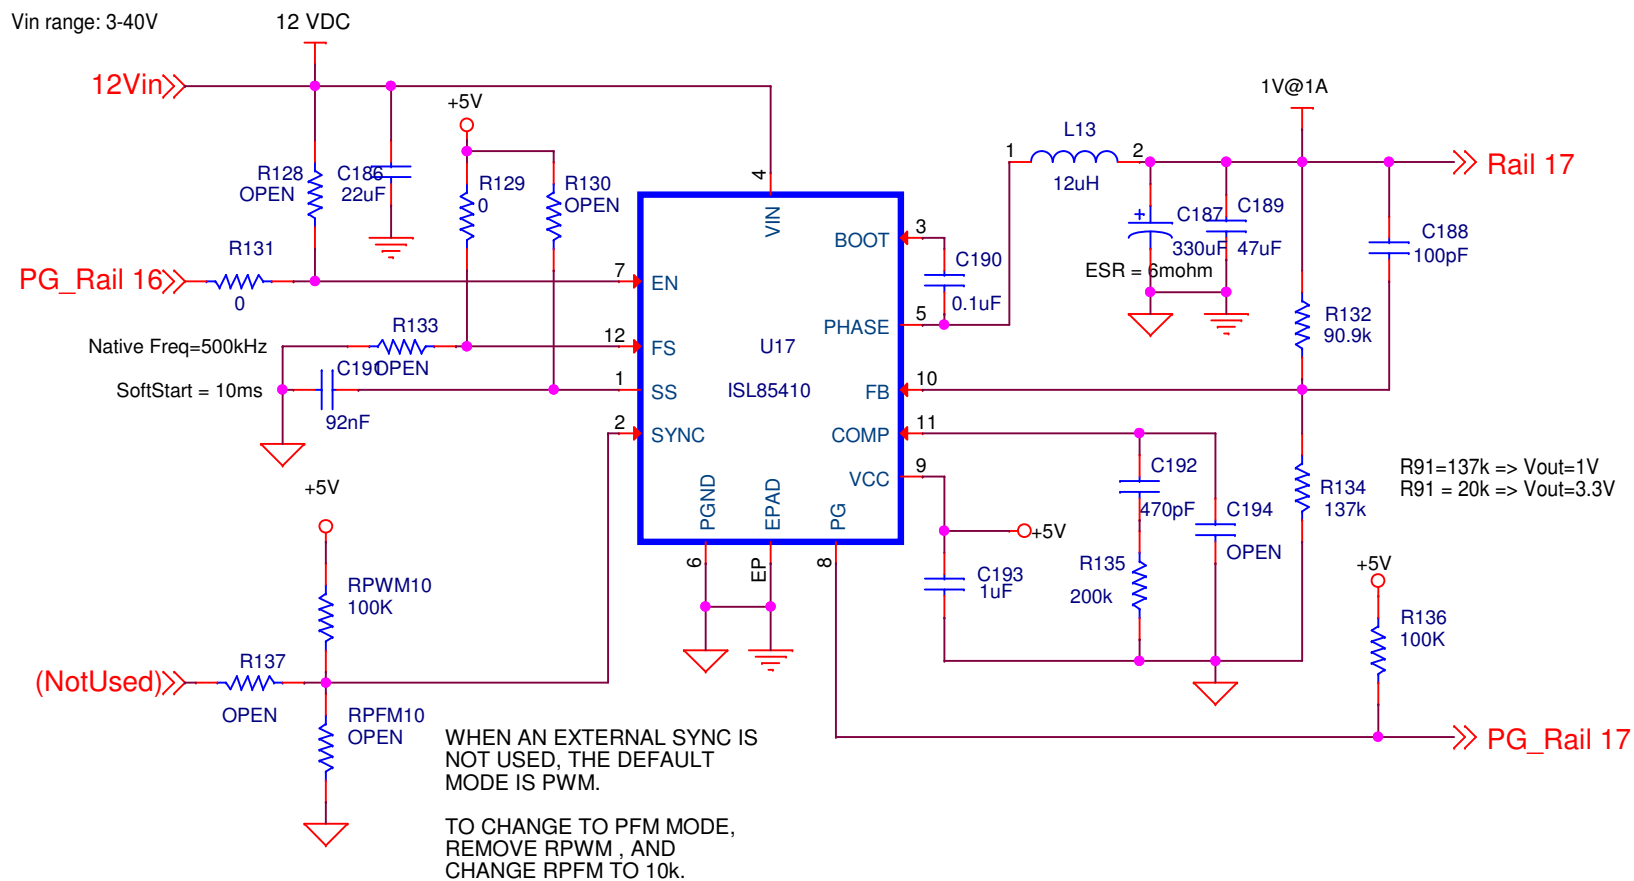 Vin range: 3-40V
12 VDC
12Vin
+5V
1V@1A
L13
1
2
12uH
Rail 17
R128
OPEN
C186
22uF
R129
0
R130
OPEN
4
VIN
BOOT
3
C190
0.1uF
C187
330uF
ESR = 6mohm
C189
47uF
C188
100pF
R131
0
PG_Rail 16
7
EN
PHASE
5
R132
90.9k
Native Freq=500kHz
R133
OPEN
12
FS
U17
ISL85410
SoftStart = 10ms
C191
92nF
1
SS
FB
10
2
SYNC
COMP
11
VCC
9
C192
470pF
C194
OPEN
R134
137k
R91=137k => Vout=1V
R91 = 20k => Vout=3.3V
+5V
PGND
EPAD
PG
6
EP
8
+5V
C193
1uF
R135
200k
+5V
R136
100K
RPWM10
100K
R137
OPEN
(NotUsed)
RPFM10
OPEN
PG_Rail 17
WHEN AN EXTERNAL SYNC IS
NOT USED, THE DEFAULT
MODE IS PWM.
TO CHANGE TO PFM MODE,
REMOVE RPWM , AND
CHANGE RPFM TO 10k.